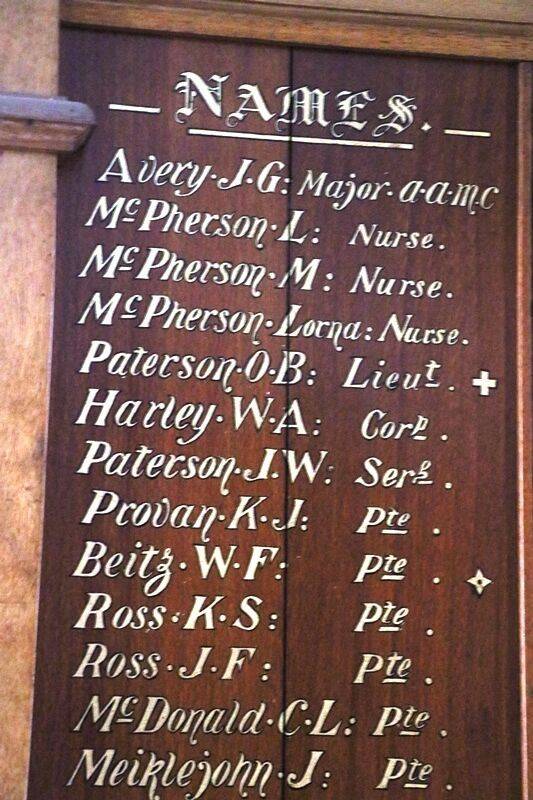 — NAMES. —
Avery. J. G: Major. a.a.m.c
McPherson. L: Nurse.
McPherson. M: Nurse.
McPherson. Lorna: Nurse.
Paterson. O. B: Lieut.
Harley. W. A: Corp.
Paterson. J. W: Serg.
Provan. K. J: Pte.
Beitz. W. F: Pte.
Ross. K. S: Pte.
Ross. J. F: Pte.
McDonald. C. L: Pte.
Meiklejohn. J: Pte.